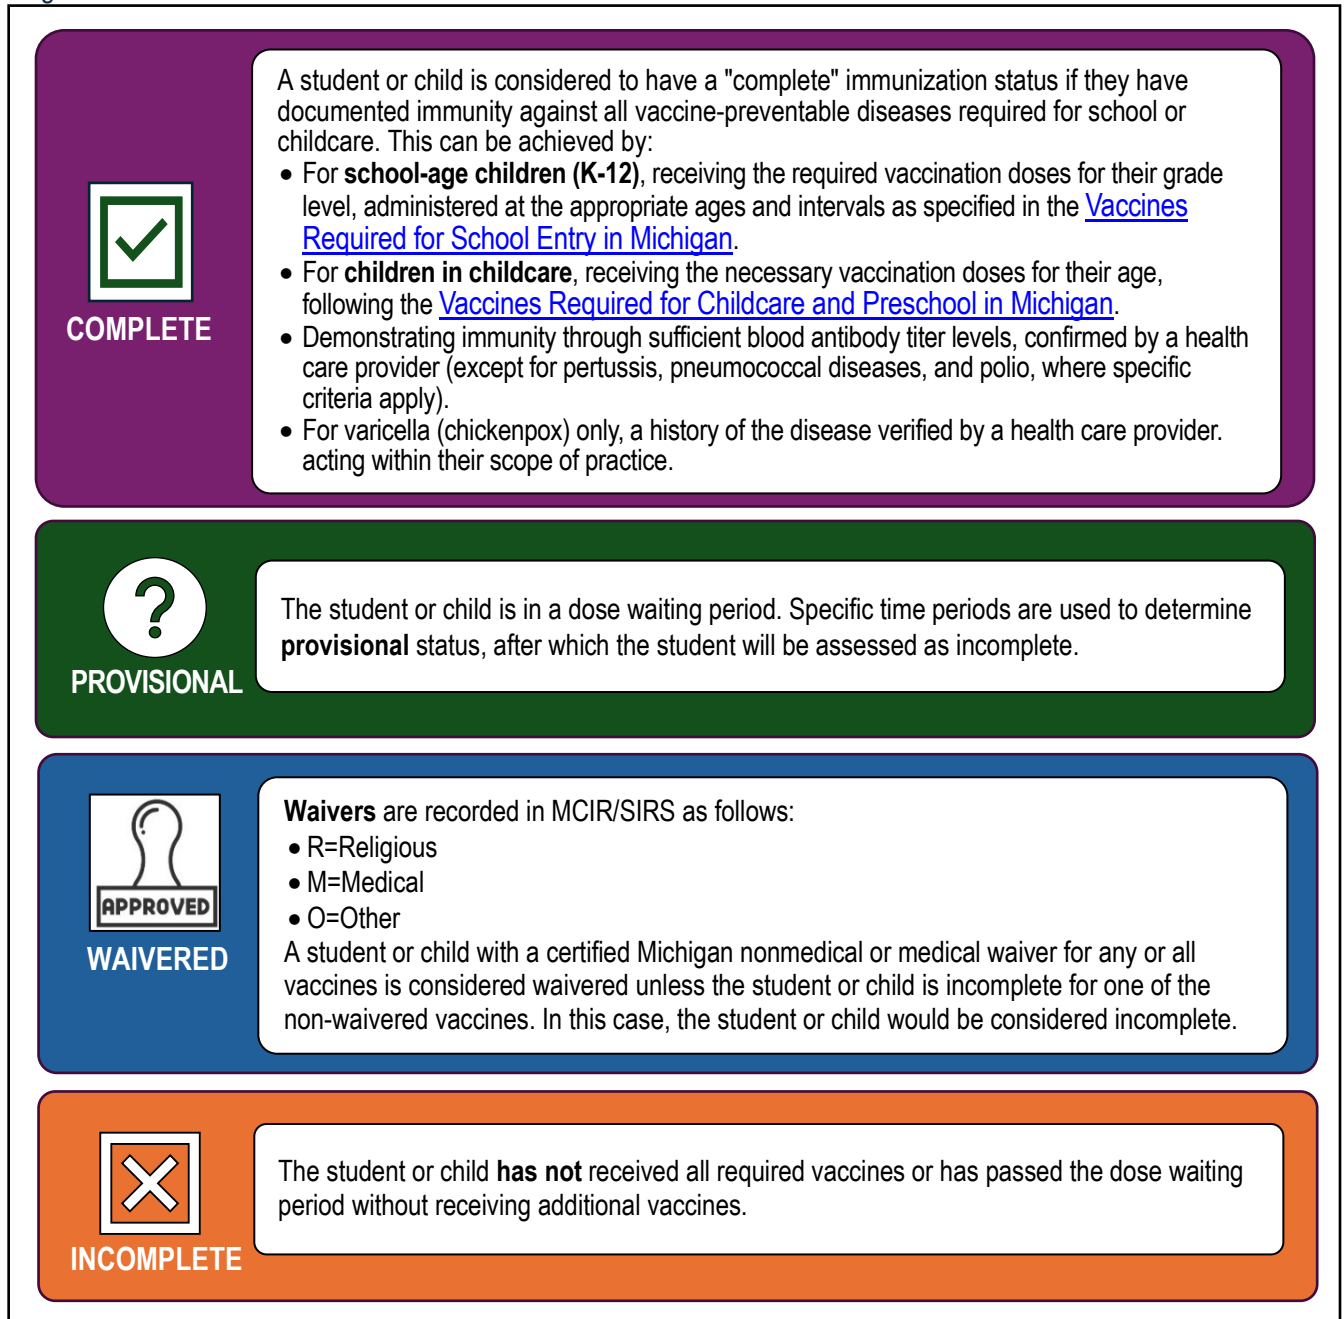 A student or child is considered to have a "complete" immunization status if they have
documented immunity against all vaccine-preventable diseases required for school or
childcare. This can be achieved by:
• For school-age children (K-12), receiving the required vaccination doses for their grade
level, administered at the appropriate ages and intervals as specified in the Vaccines
Required for School Entry in Michigan.
• For children in childcare, receiving the necessary vaccination doses for their age,
following the Vaccines Required for Childcare and Preschool in Michigan.
• Demonstrating immunity through sufficient blood antibody titer levels, confirmed by a health
care provider (except for pertussis, pneumococcal diseases, and polio, where specific
criteria apply).
• For varicella (chickenpox) only, a history of the disease verified by a health care provider.
acting within their scope of practice.
COMPLETE
?
PROVISIONAL
The student or child is in a dose waiting period. Specific time periods are used to determine
provisional status, after which the student will be assessed as incomplete.
APPROVED
WAIVERED
Waivers are recorded in MCIR/SIRS as follows:
• R=Religious
• M=Medical
• O=Other
A student or child with a certified Michigan nonmedical or medical waiver for any or all
vaccines is considered waivered unless the student or child is incomplete for one of the
non-waivered vaccines. In this case, the student or child would be considered incomplete.
INCOMPLETE
The student or child has not received all required vaccines or has passed the dose waiting
period without receiving additional vaccines.